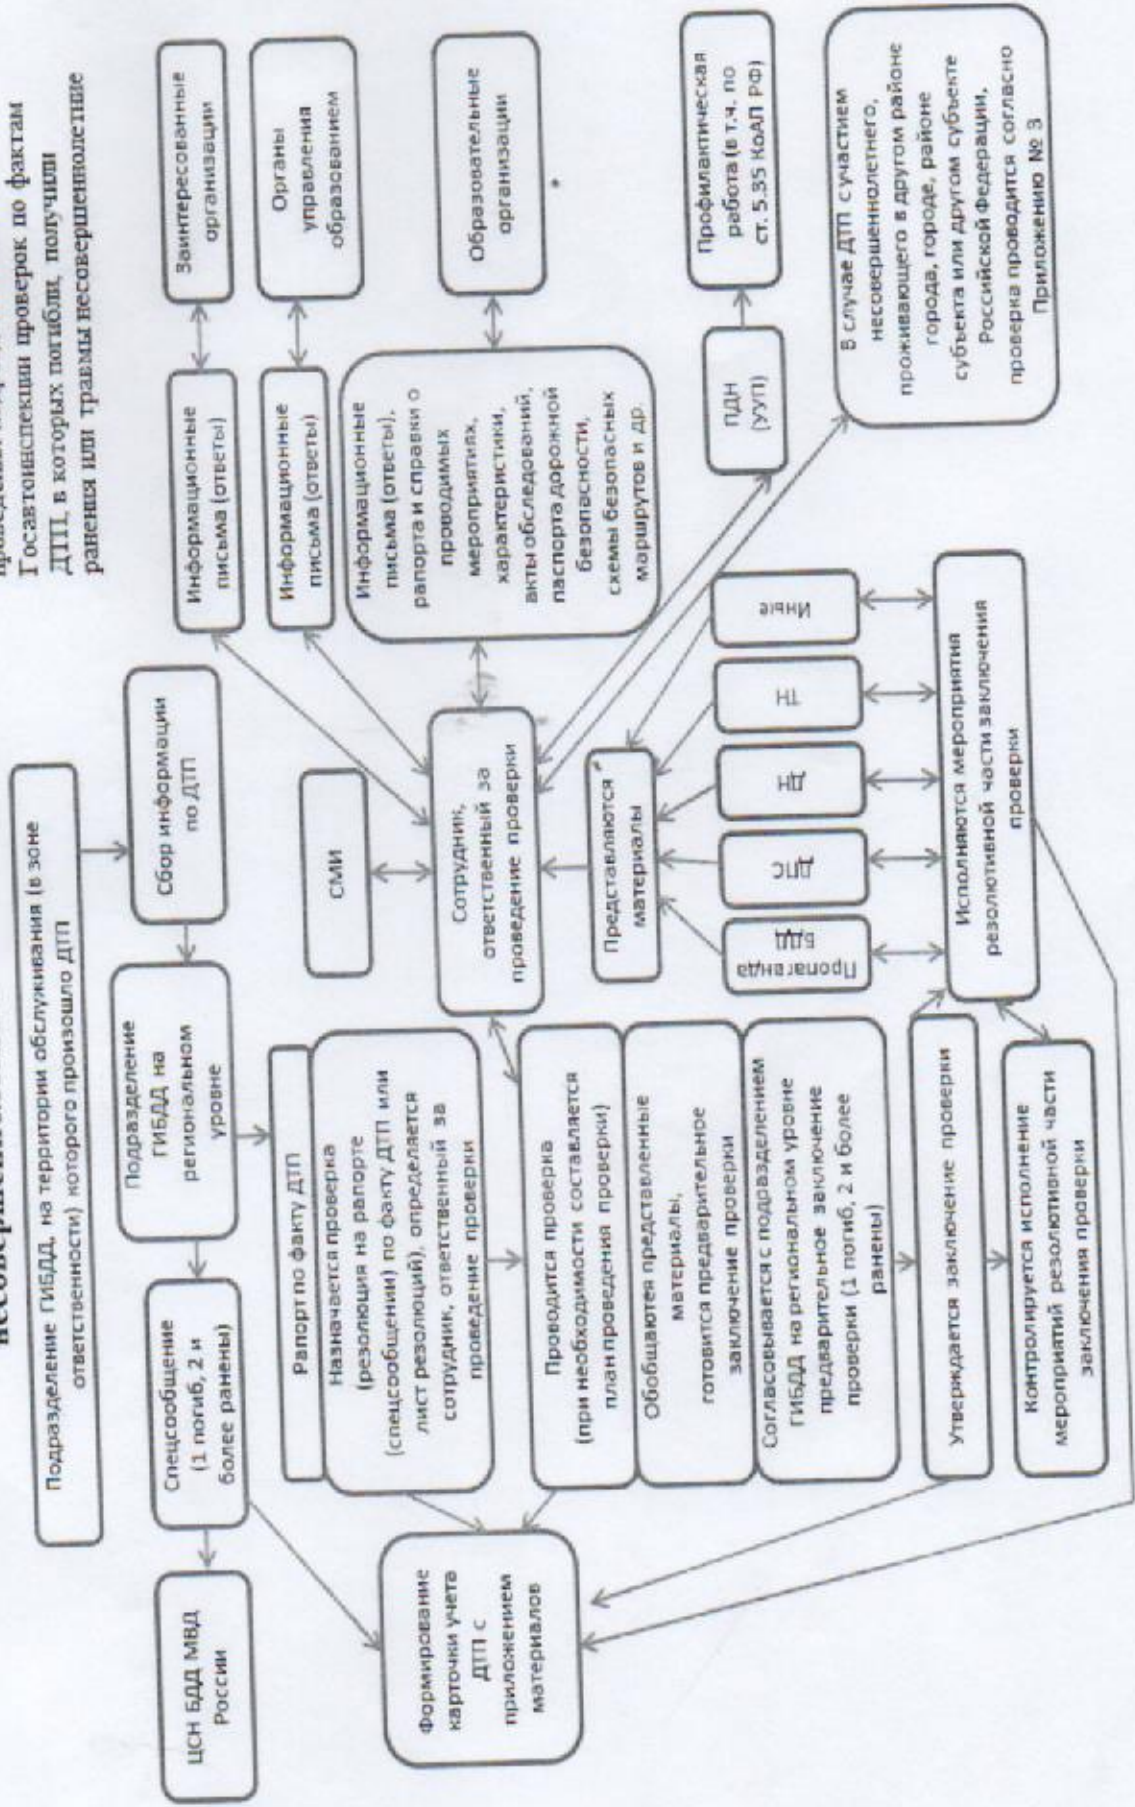 Госавтоинспекции проверок по фактам
ДТП, в которых погибли, получили
ранения или травмы несовершеннолетние
Подразделение ГИБДД, на территории обслуживания (в зоне
ответственности) которого произошло ДТП
ЦСН БДД МВД
России
Спецсообщение
(1 погиб, 2 и
более ранены)
Подразделение
ГИБДД на
региональном
уровне
Сбор информации
по ДТП
Информационные
письма (ответы)
Заинтересованные
организации
Информационные
письма (ответы)
Органы
управления
образованием
Рапорт по факту ДТП
Назначается проверка
(резолюция на рапорте
(спецсообщении) по факту ДТП или
лист резолюций), определяется
сотрудник, ответственный за
проведение проверки
СМИ
Информационные
письма (ответы),
рапорта и справки о
проводимых
мероприятиях,
характеристики,
акты обследований,
паспорта дорожной
безопасности,
схемы безопасных
маршрутов и др.
Образовательные
организации
Формирование
карточки учета
ДТП с
приложением
материалов
Сотрудник,
ответственный за
проведение проверки
Проводится проверка
(при необходимости составляется
план проведения проверки)
Представляются
материалы
Обобщаются представленные
материалы,
готовится предварительное
заключение проверки
Согласовывается с подразделением
ГИБДД на региональном уровне
предварительное заключение
проверки (1 погиб, 2 и более
ранены)
Пропаганда
БДД
ДПС
ДН
ТН
Иные
ПДН
(УУП)
Профилактическая
работа (в т.ч. по
ст. 5.35 КоАП РФ)
Утверждается заключение проверки
Исполняются мероприятия
резолютивной части заключения
проверки
В случае ДТП с участием
несовершеннолетнего,
проживающего в другом районе
города, городе, районе
субъекта или другом субъекте
Российской Федерации,
проверка проводится согласно
Приложению № 3
Контролируется исполнение
мероприятий резолютивной части
заключения проверки